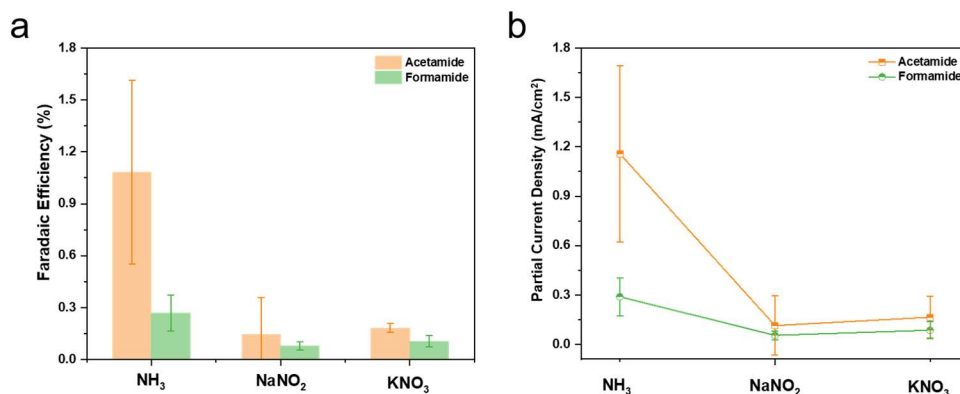 a
1.8
1.5
1.2
0.9
0.6
0.3
0.0
Faradaic Efficiency (%)
Acetamide
Formamide
NH₃
NaNO₂
KNO₃
b
1.8
1.5
1.2
0.9
0.6
0.3
0.0
Partial Current Density (mA/cm²)
Acetamide
Formamide
NH₃
NaNO₂
KNO₃